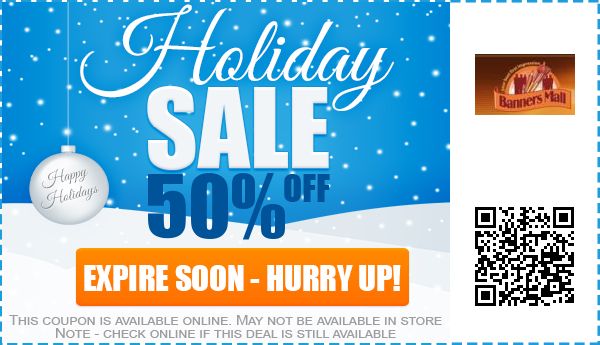 Holiday
SALE
50% OFF
Happy
Holidays
EXPIRE SOON - HURRY UP!
THIS COUPON IS AVAILABLE ONLINE. MAY NOT BE AVAILABLE IN STORE
NOTE - CHECK ONLINE IF THIS DEAL IS STILL AVAILABLE
Banners Mall